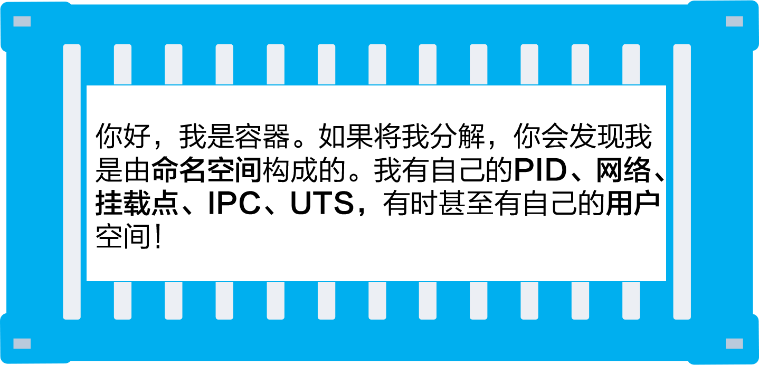 你好，我是容器。如果将我分解，你会发现我
是由命名空间构成的。我有自己的PID、网络、
挂载点、IPC、UTS，有时甚至有自己的用户
空间！